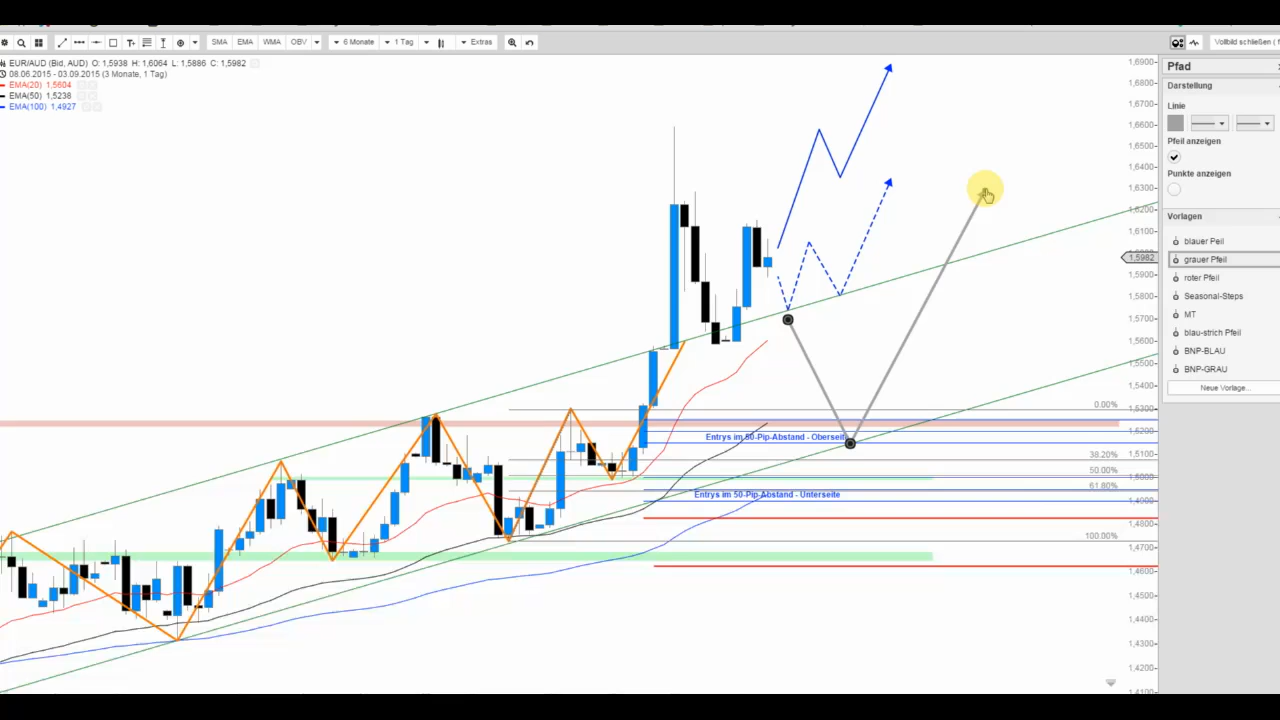 SMA EMA WMA OBV 6 Monate 1 Tag Extras Vollbild schließen ( f
EUR/AUD (Bid, AUD) O: 1,5938 H: 1,6064 L: 1,5886 C: 1,5982
08.06.2015 - 03.09.2015 (3 Monate, 1 Tag)
EMA(20) 1,5604
EMA(50) 1,5238
EMA(100) 1,4927
1,6900
1,6800
1,6700
1,6600
1,6500
1,6400
1,6300
1,6200
1,6100
1,5982
1,5900
1,5800
1,5700
1,5600
1,5500
1,5400
1,5300
1,5200
1,5100
1,5000
1,4900
1,4800
1,4700
1,4600
1,4500
1,4400
1,4300
1,4200
1,4100
0.00%
38.20%
50.00%
61.80%
100.00%
Entrys im 50-Pip-Abstand - Oberseite
Entrys im 50-Pip-Abstand - Unterseite
Pfad
Darstellung
Linie
Pfeil anzeigen
Punkte anzeigen
Vorlagen
blauer Peil
grauer Pfeil
roter Pfeil
Seasonal-Steps
MT
blau-strich Pfeil
BNP-BLAU
BNP-GRAU
Neue Vorlage...